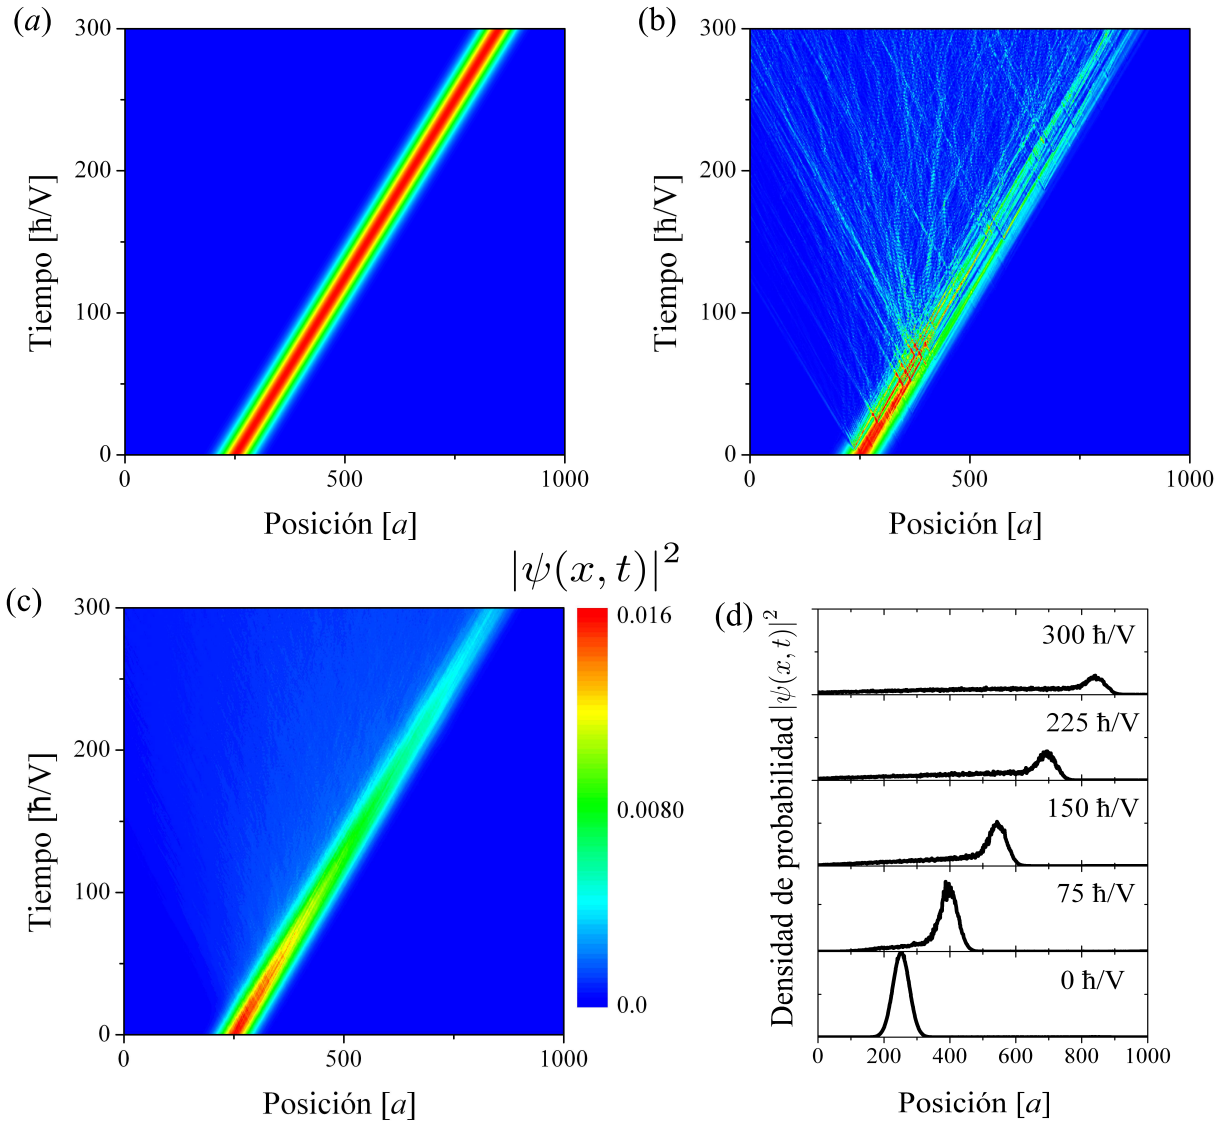 (a)
300
200
100
0
Tiempo [ħ/V]
0
500
1000
Posición [a]
(b)
300
200
100
0
Tiempo [ħ/V]
0
500
1000
Posición [a]
(c)
300
200
100
0
Tiempo [ħ/V]
0
500
1000
Posición [a]
|ψ(x, t)|²
0.016
0.0080
0.0
(d)
Densidad de probabilidad |ψ(x, t)|²
300 ħ/V
225 ħ/V
150 ħ/V
75 ħ/V
0 ħ/V
0
200
400
600
800
1000
Posición [a]